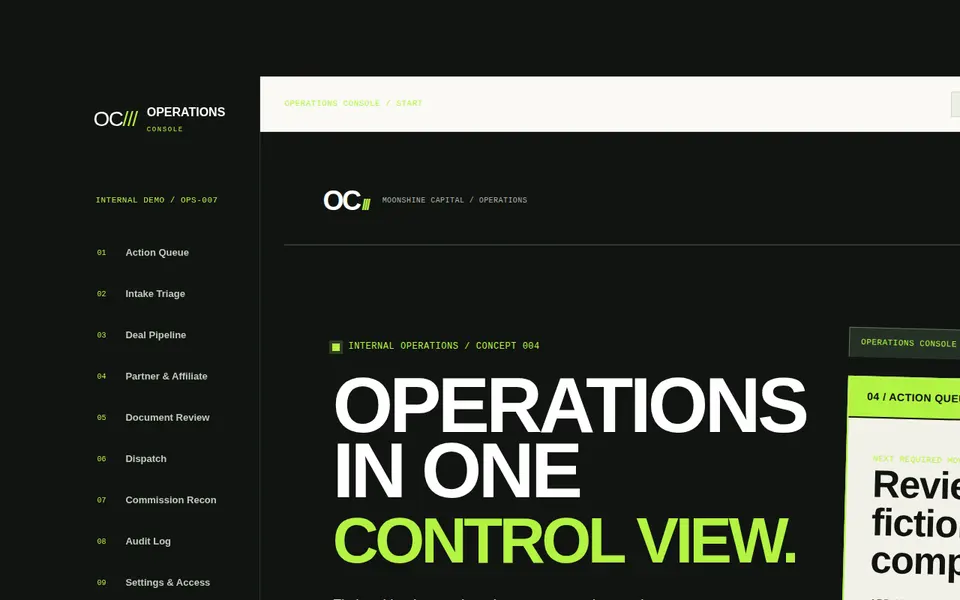 OC///
OPERATIONS
CONSOLE
INTERNAL DEMO / OPS-007
01 Action Queue
02 Intake Triage
03 Deal Pipeline
04 Partner & Affiliate
05 Document Review
06 Dispatch
07 Commission Recon
08 Audit Log
09 Settings & Access
OPERATIONS CONSOLE / START
OC///
MOONSHINE CAPITAL / OPERATIONS
INTERNAL OPERATIONS / CONCEPT 004
OPERATIONS
IN ONE
CONTROL VIEW.
OPERATIONS CONSOLE
04 / ACTION QUE
NEXT REQUIRED
Revie
fictio
comp